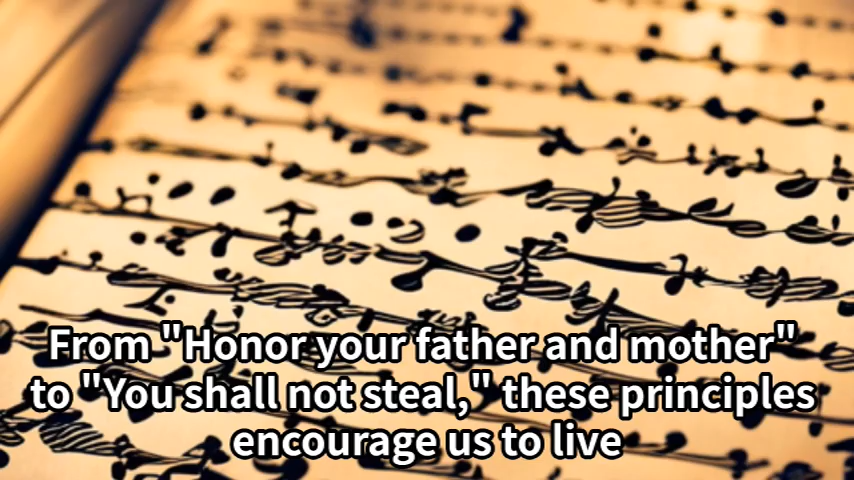 From "Honor your father and mother"
to "You shall not steal," these principles
encourage us to live